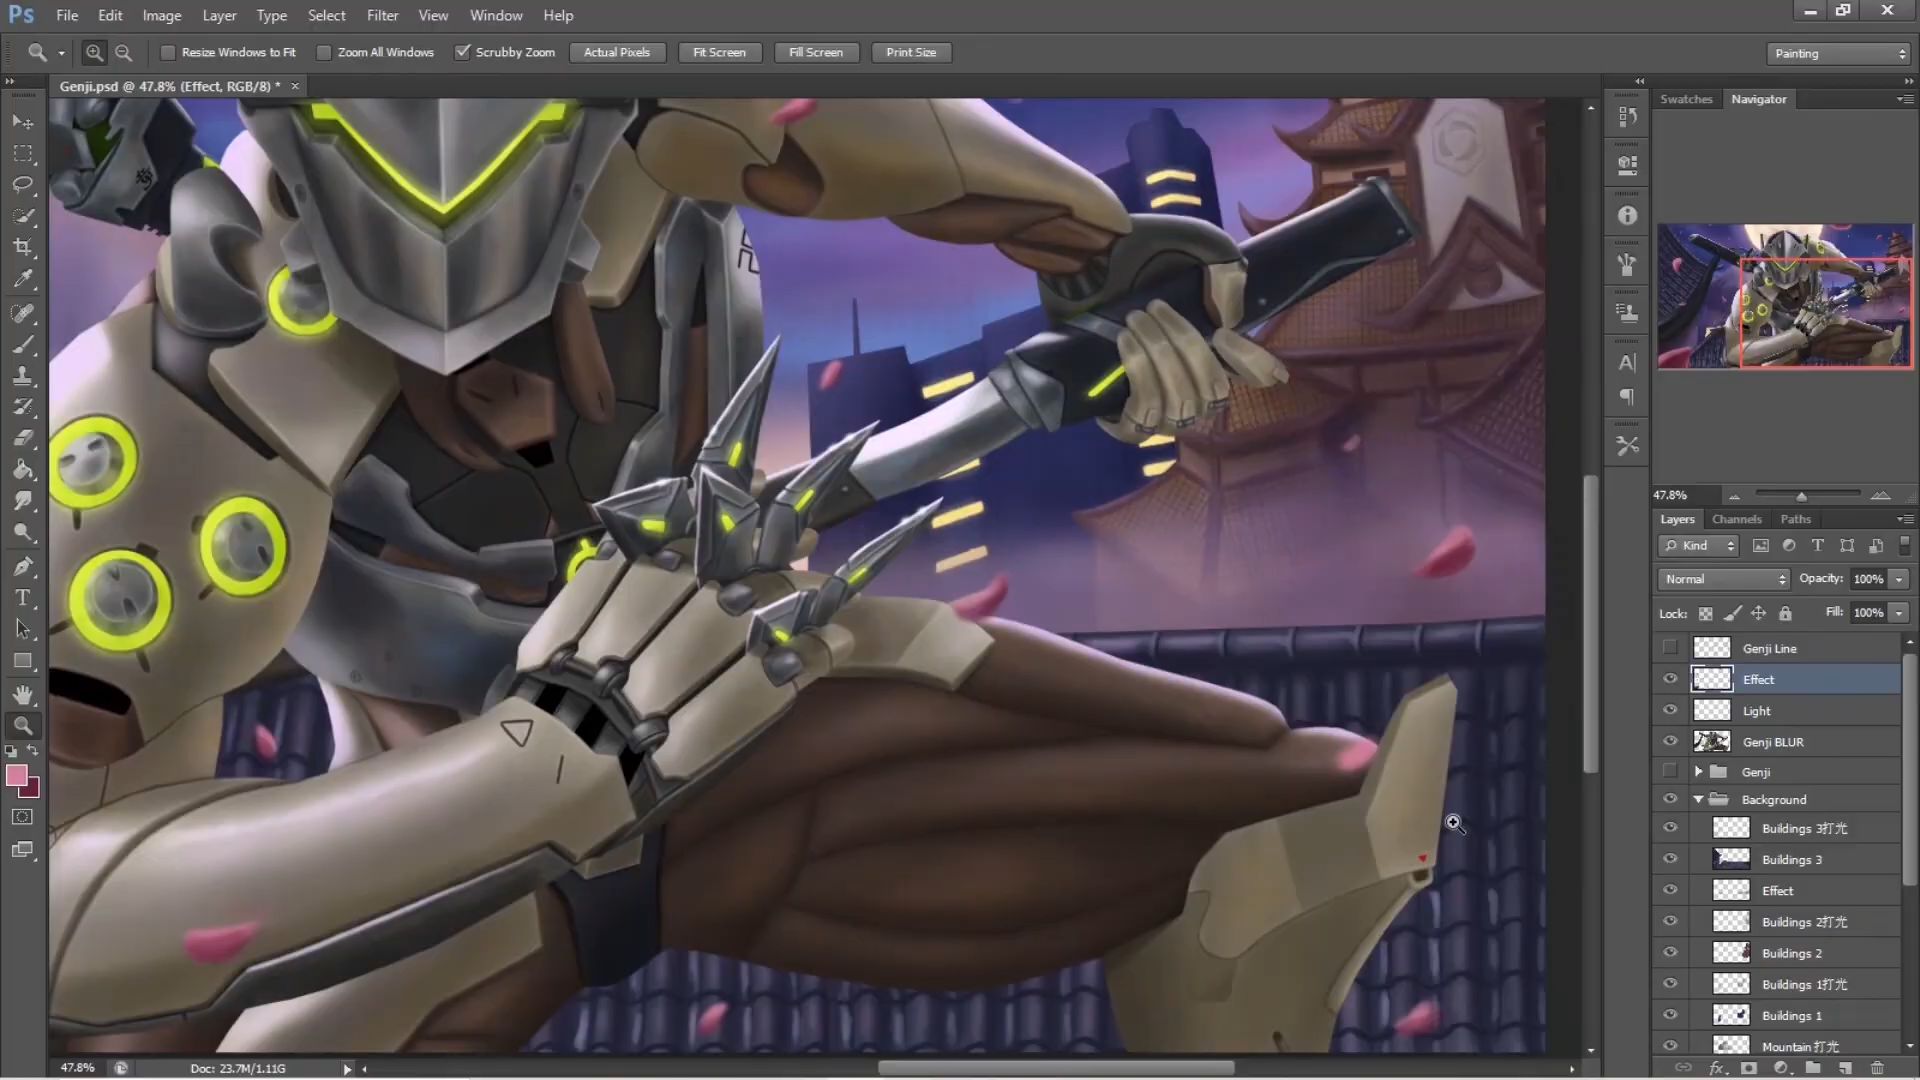 Ps File Edit Image Layer Type Select Filter View Window Help
Resize Windows to Fit Zoom All Windows Scrubby Zoom Actual Pixels Fit Screen Fill Screen Print Size Painting
Genji.psd @ 47.8% (Effect, RGB/8) * ×
Swatches Navigator
47.8%
Layers Channels Paths
Kind
Normal Opacity: 100%
Lock: Fill: 100%
Genji Line
Effect
Light
Genji BLUR
Genji
Background
Buildings 3打光
Buildings 3
Effect
Buildings 2打光
Buildings 2
Buildings 1打光
Buildings 1
Mountain 打光
47.8% Doc: 23.7M/1.11G